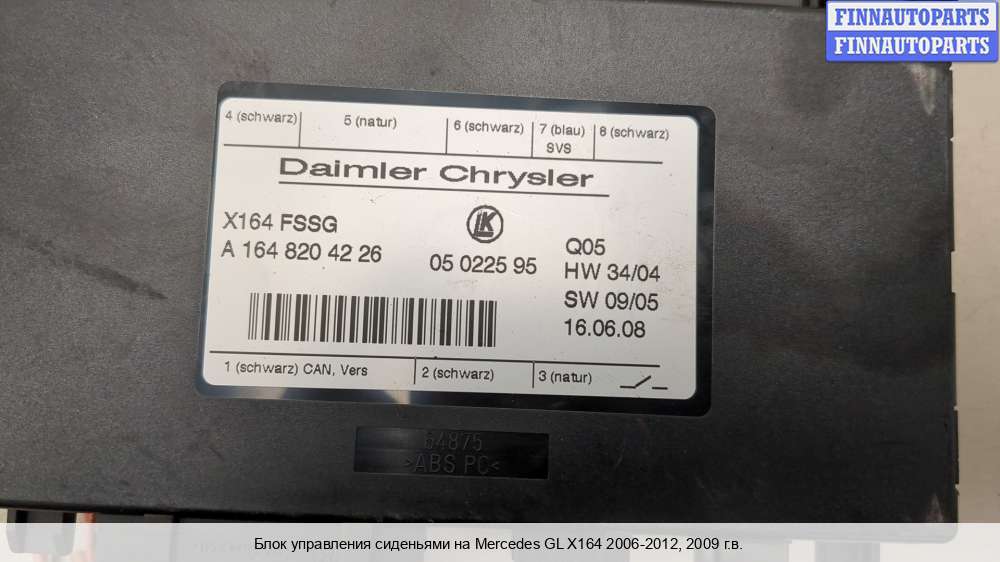 FINNAUTOPARTS
FINNAUTOPARTS
4 (schwarz) 5 (natur) 6 (schwarz) 7 (blau) 8 (schwarz)
SVS
Daimler Chrysler
X164 FSSG
LK
Q05
A 164 820 42 26 05 0225 95 HW 34/04
SW 09/05
16.06.08
1 (schwarz) CAN, Vers 2 (schwarz) 3 (natur)
64875
>ABS PC<
Блок управления сиденьями на Mercedes GL X164 2006-2012, 2009 г.в.